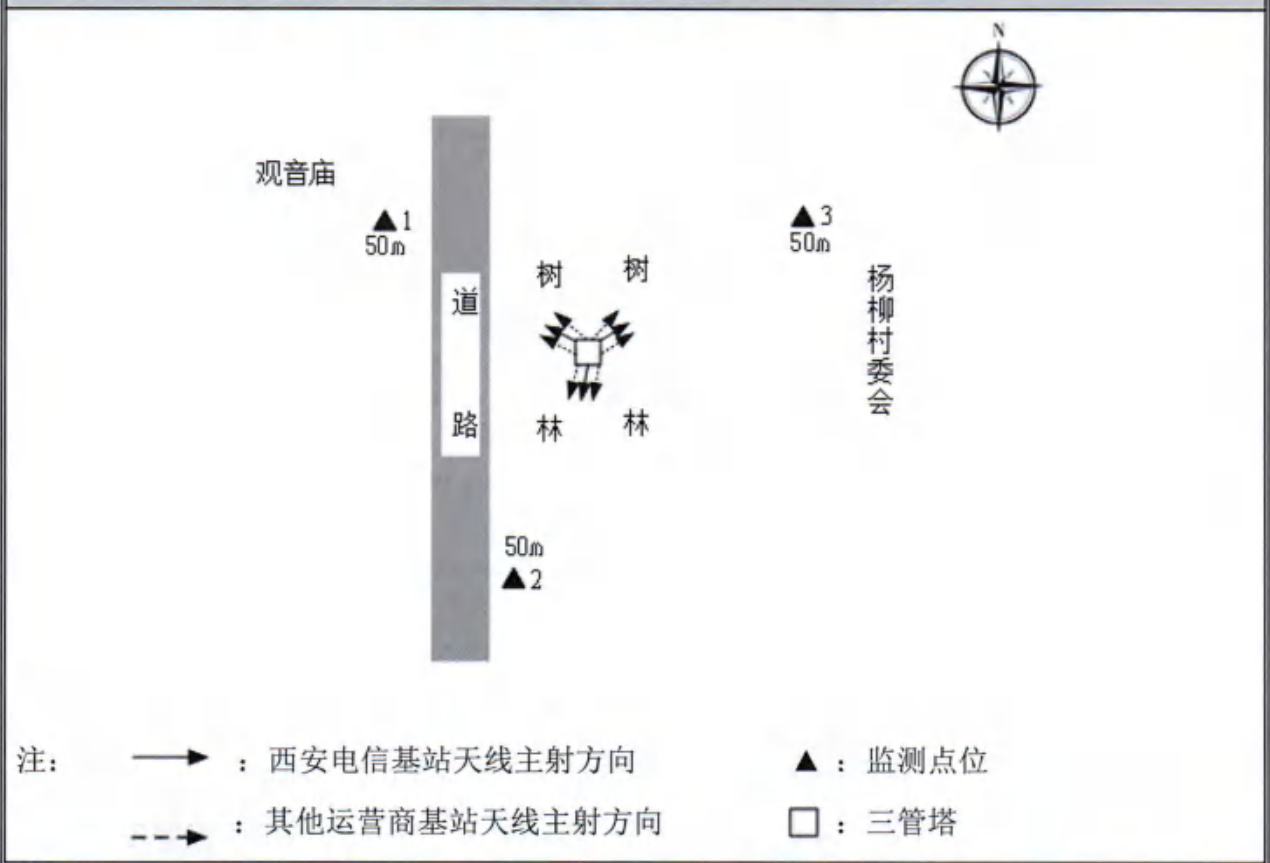 N
观音庙
▲1
50m
▲3
50m
树 树
道路
杨柳村委会
林 林
50m
▲2
注： ：西安电信基站天线主射方向 ▲：监测点位
：其他运营商基站天线主射方向 □：三管塔